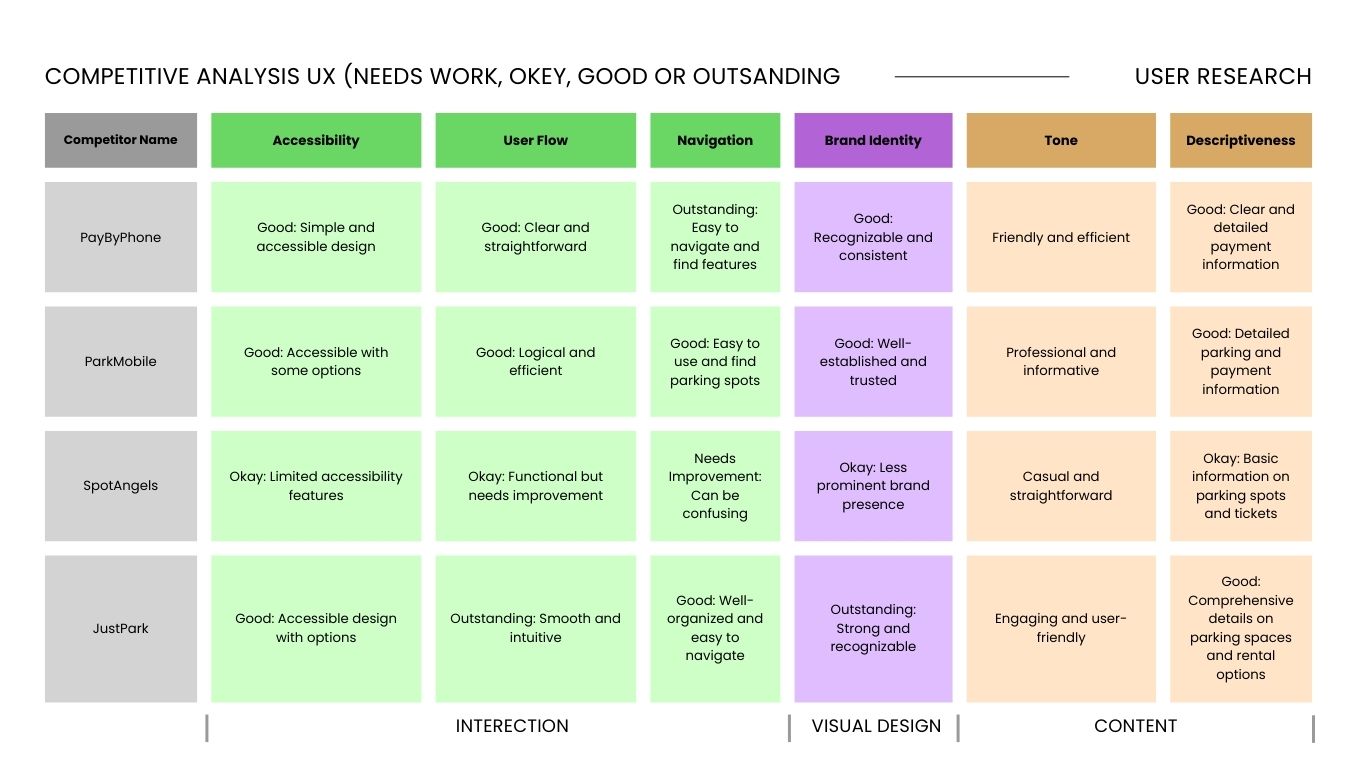 COMPETITIVE ANALYSIS UX (NEEDS WORK, OKEY, GOOD OR OUTSANDING
USER RESEARCH
Competitor Name
Accessibility
User Flow
Navigation
Brand Identity
Tone
Descriptiveness
PayByPhone
Good: Simple and
accessible design
Good: Clear and
straightforward
Outstanding:
Easy to
navigate and
find features
Good:
Recognizable and
consistent
Friendly and efficient
Good: Clear and
detailed
payment
information
ParkMobile
Good: Accessible with
some options
Good: Logical and
efficient
Good: Easy to
use and find
parking spots
Good: Well-
established and
trusted
Professional and
informative
Good: Detailed
parking and
payment
information
SpotAngels
Okay: Limited accessibility
features
Okay: Functional but
needs improvement
Needs
Improvement:
Can be
confusing
Okay: Less
prominent brand
presence
Casual and
straightforward
Okay: Basic
information on
parking spots
and tickets
JustPark
Good: Accessible design
with options
Outstanding: Smooth and
intuitive
Good: Well-
organized and
easy to
navigate
Outstanding:
Strong and
recognizable
Engaging and user-
friendly
Good:
Comprehensive
details on
parking spaces
and rental
options
INTERECTION
VISUAL DESIGN
CONTENT